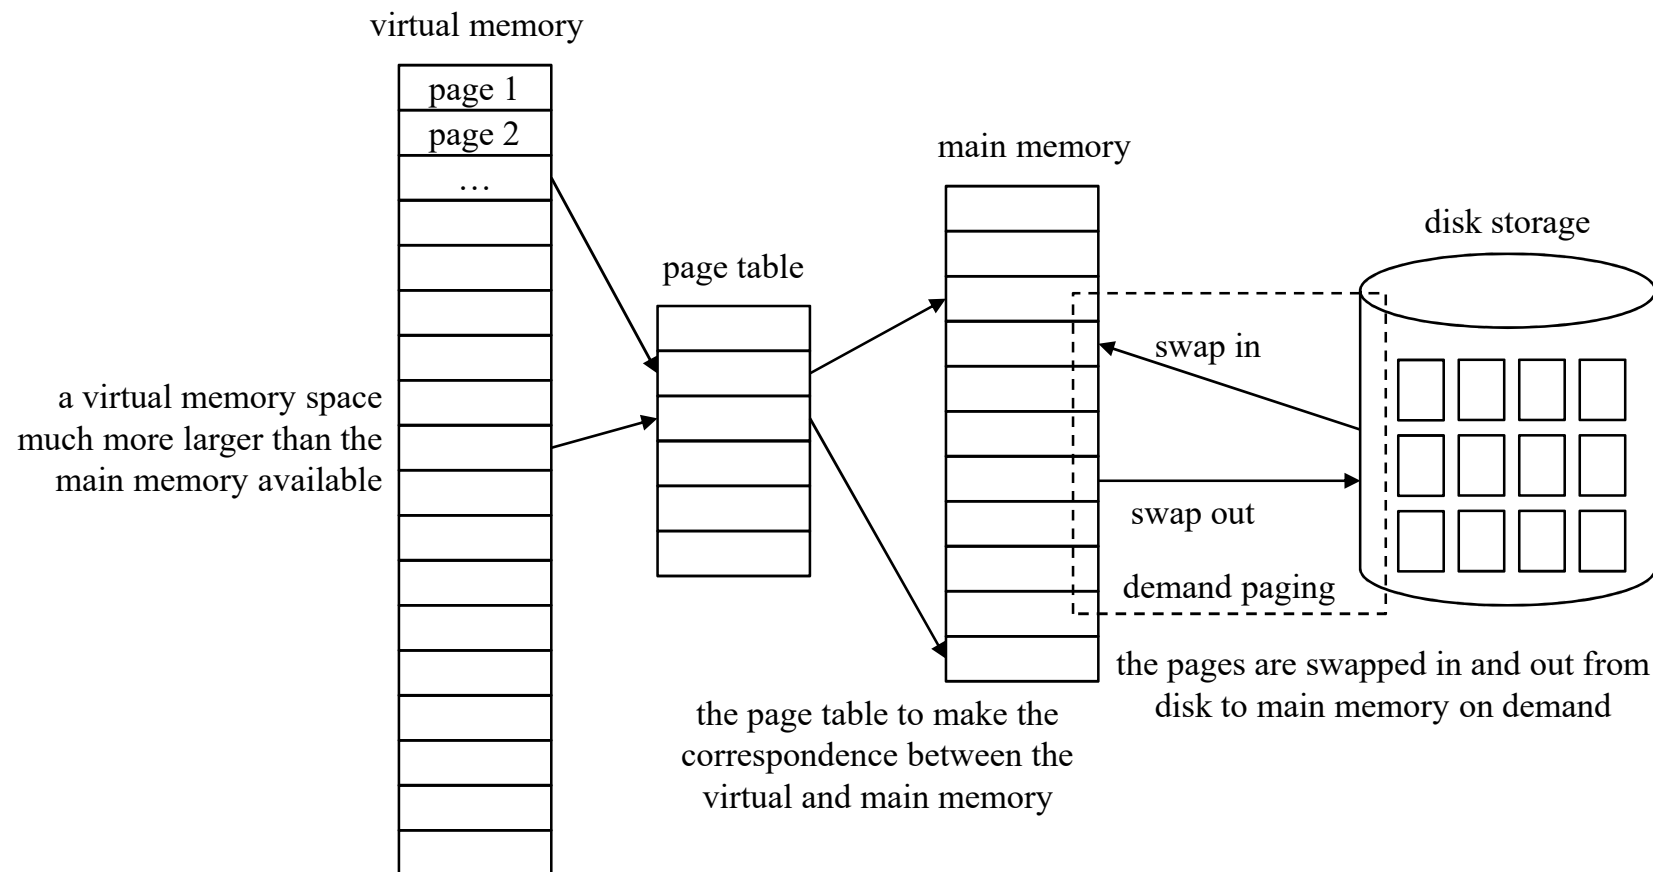 virtual memory
page 1
page 2
…
main memory
disk storage
page table
swap in
a virtual memory space
much more larger than the
main memory available
swap out
demand paging
the pages are swapped in and out from
disk to main memory on demand
the page table to make the
correspondence between the
virtual and main memory